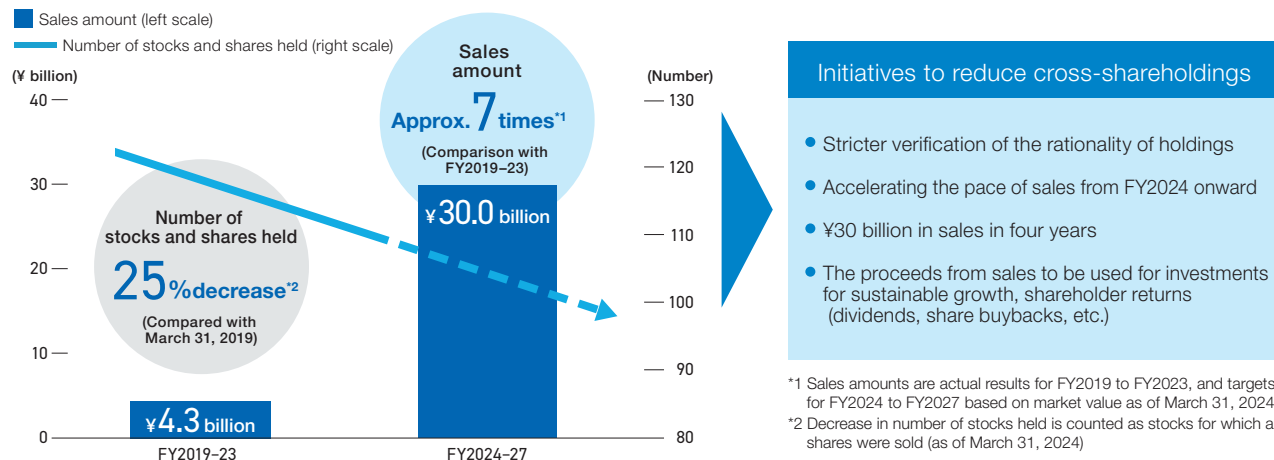 Sales amount (left scale)
Number of stocks and shares held (right scale)
(¥ billion)
40
30
20
10
0
Number of
stocks and shares held
25%decrease*2
(Compared with
March 31, 2019)
¥4.3 billion
FY2019–23
Sales
amount
Approx. 7 times*1
(Comparison with
FY2019–23)
¥30.0 billion
FY2024–27
(Number)
130
120
110
100
90
80
Initiatives to reduce cross-shareholdings
● Stricter verification of the rationality of holdings
● Accelerating the pace of sales from FY2024 onward
● ¥30 billion in sales in four years
● The proceeds from sales to be used for investments
for sustainable growth, shareholder returns
(dividends, share buybacks, etc.)
*1 Sales amounts are actual results for FY2019 to FY2023, and targets
for FY2024 to FY2027 based on market value as of March 31, 2024
*2 Decrease in number of stocks held is counted as stocks for which a
shares were sold (as of March 31, 2024)